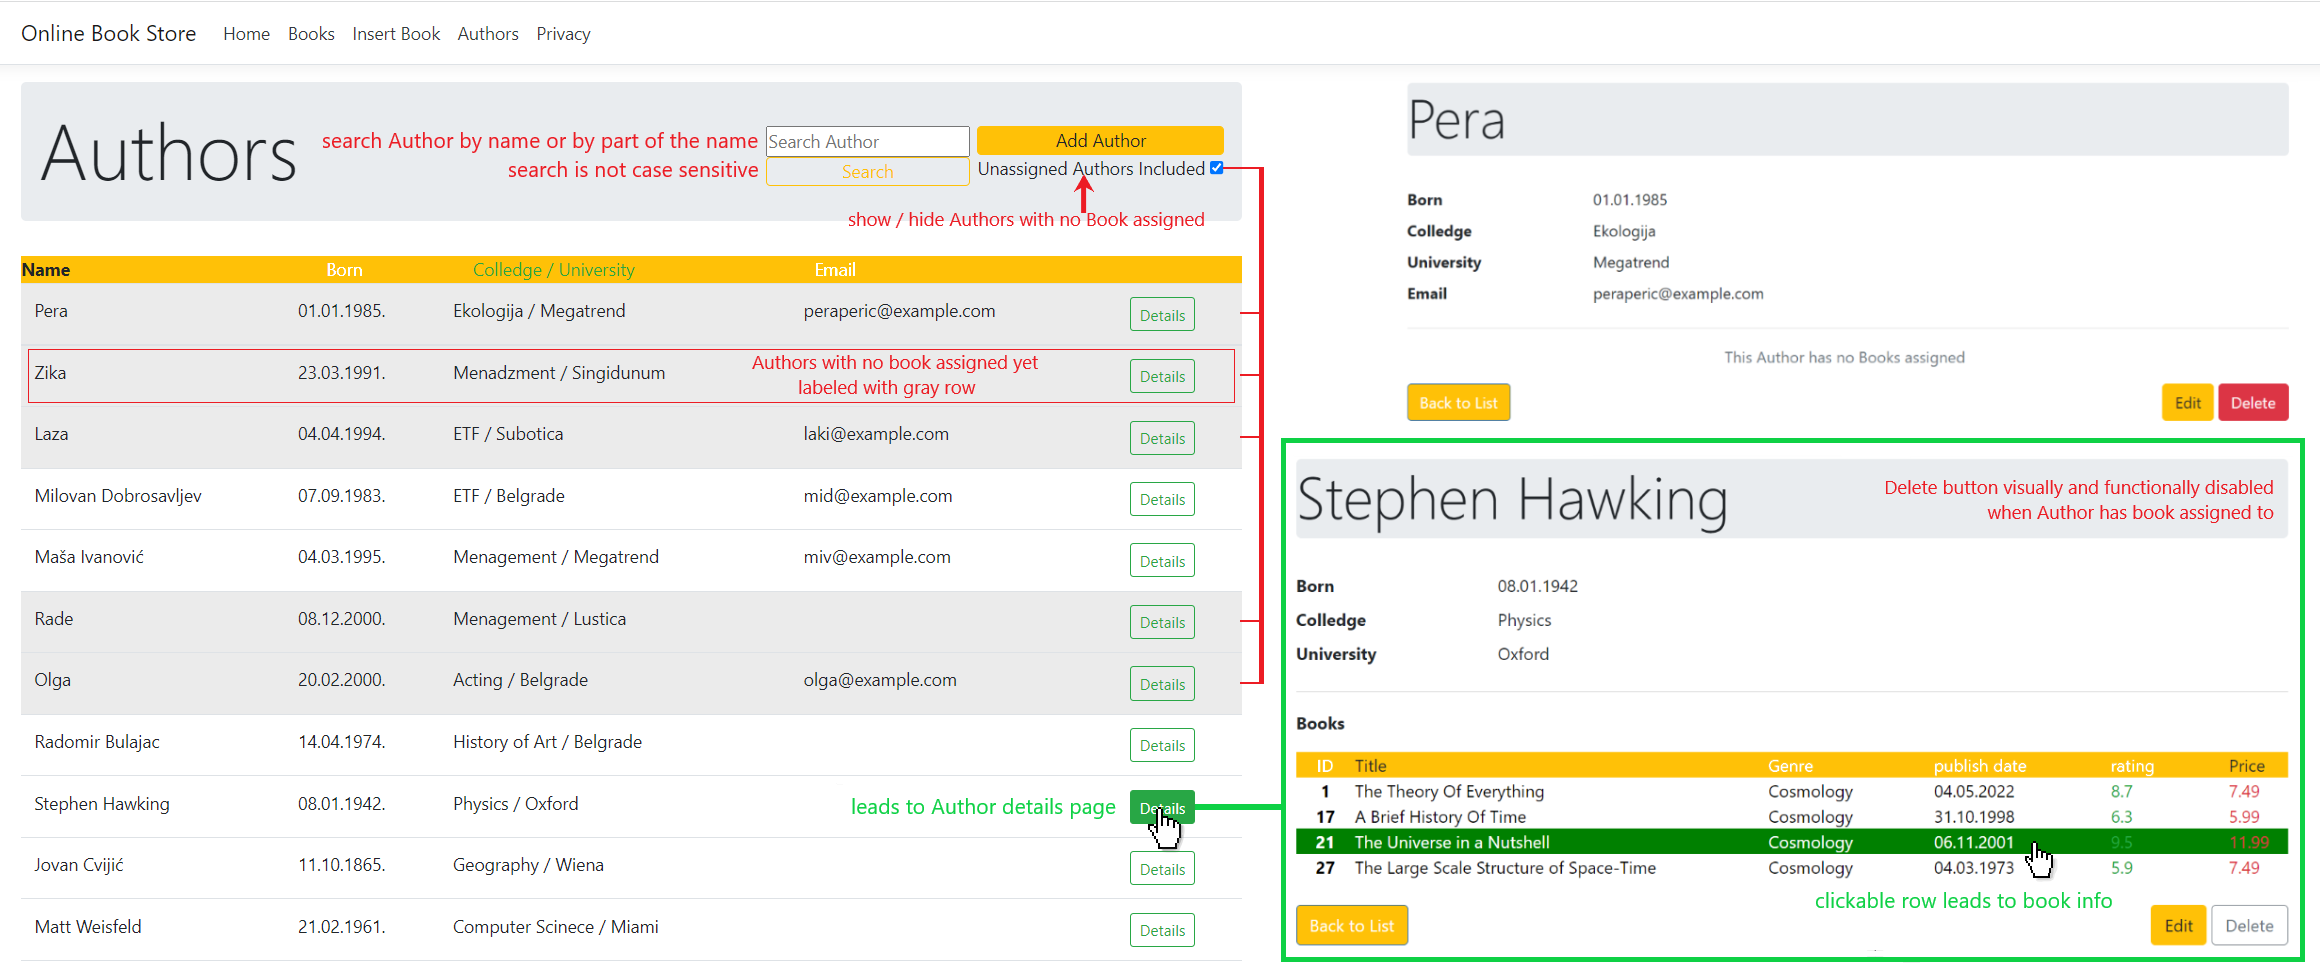 Online Book Store Home Books Insert Book Authors Privacy
Authors
search Author by name or by part of the name
search is not case sensitive
Search Author
Search
Add Author
Unassigned Authors Included
show / hide Authors with no Book assigned
Name Born Colledge / University Email
Pera 01.01.1985. Ekologija / Megatrend peraperic@example.com Details
Zika 23.03.1991. Menadzment / Singidunum Details
Authors with no book assigned yet
labeled with gray row
Laza 04.04.1994. ETF / Subotica laki@example.com Details
Milovan Dobrosavljev 07.09.1983. ETF / Belgrade mid@example.com Details
Maša Ivanović 04.03.1995. Menagement / Megatrend miv@example.com Details
Rade 08.12.2000. Menagement / Lustica Details
Olga 20.02.2000. Acting / Belgrade olga@example.com Details
Radomir Bulajac 14.04.1974. History of Art / Belgrade Details
Stephen Hawking 08.01.1942. Physics / Oxford leads to Author details page Details
Jovan Cvijić 11.10.1865. Geography / Wiena Details
Matt Weisfeld 21.02.1961. Computer Scinece / Miami Details
Pera
Born 01.01.1985
Colledge Ekologija
University Megatrend
Email peraperic@example.com
This Author has no Books assigned
Back to List Edit Delete
Stephen Hawking
Delete button visually and functionally disabled
when Author has book assigned to
Born 08.01.1942
Colledge Physics
University Oxford
Books
ID Title Genre publish date rating Price
1 The Theory Of Everything Cosmology 04.05.2022 8.7 7.49
17 A Brief History Of Time Cosmology 31.10.1998 6.3 5.99
21 The Universe in a Nutshell Cosmology 06.11.2001 9.5 11.99
27 The Large Scale Structure of Space-Time Cosmology 04.03.1973 5.9 7.49
clickable row leads to book info
Back to List Edit Delete